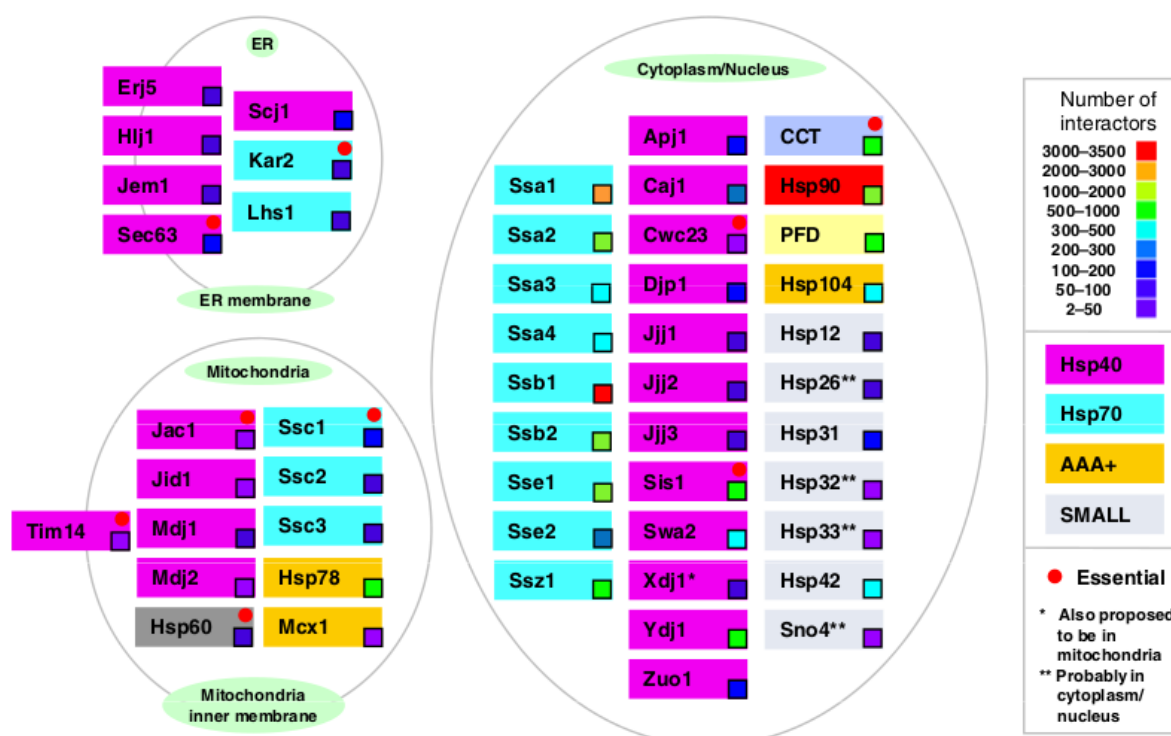 ER
Erj5
Hlj1
Jem1
Sec63
Scj1
Kar2
Lhs1
ER membrane
Mitochondria
Jac1
Jid1
Tim14
Mdj1
Mdj2
Hsp60
Ssc1
Ssc2
Ssc3
Hsp78
Mcx1
Mitochondria
inner membrane
Cytoplasm/Nucleus
Ssa1
Ssa2
Ssa3
Ssa4
Ssb1
Ssb2
Sse1
Sse2
Ssz1
Apj1
Caj1
Cwc23
Djp1
Jjj1
Jjj2
Jjj3
Sis1
Swa2
Xdj1*
Ydj1
Zuo1
CCT
Hsp90
PFD
Hsp104
Hsp12
Hsp26**
Hsp31
Hsp32**
Hsp33**
Hsp42
Sno4**
Number of
interactors
3000–3500
2000–3000
1000–2000
500–1000
300–500
200–300
100–200
50–100
2–50
Hsp40
Hsp70
AAA+
SMALL
Essential
* Also proposed
to be in
mitochondria
** Probably in
cytoplasm/
nucleus